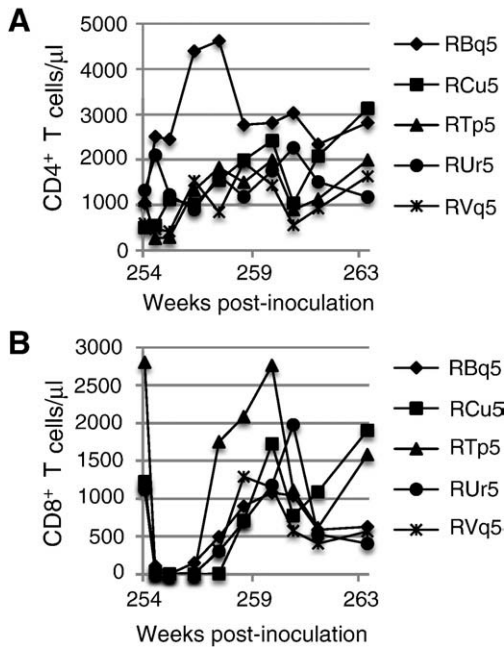 A
CD4⁺ T cells/µl
5000
4000
3000
2000
1000
0
254
259
263
Weeks post-inoculation
RBq5
RCu5
RTp5
RUr5
RVq5
B
CD8⁺ T cells/µl
3000
2500
2000
1500
1000
500
0
254
259
263
Weeks post-inoculation
RBq5
RCu5
RTp5
RUr5
RVq5